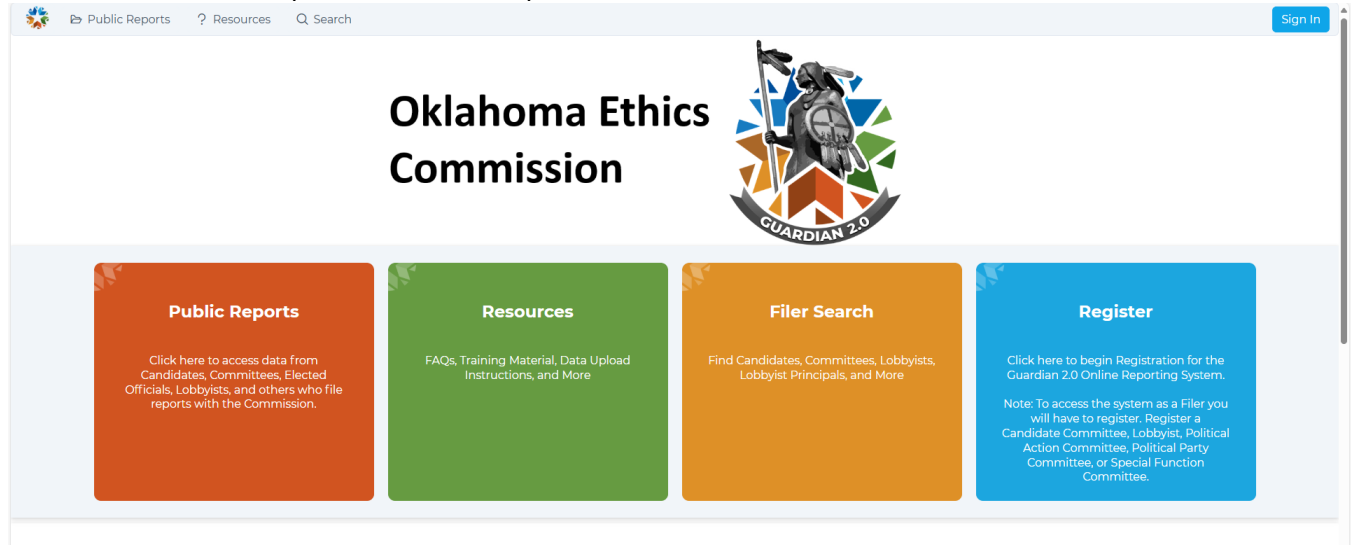 Public Reports
? Resources
Search
Sign In
Oklahoma Ethics
Commission
GUARDIAN 2.0
Public Reports
Click here to access data from
Candidates, Committees, Elected
Officials, Lobbyists, and others who file
reports with the Commission.
Resources
FAQs, Training Material, Data Upload
Instructions, and More
Filer Search
Find Candidates, Committees, Lobbyists,
Lobbyist Principals, and More
Register
Click here to begin Registration for the
Guardian 2.0 Online Reporting System.
Note: To access the system as a Filer you
will have to register. Register a
Candidate Committee, Lobbyist, Political
Action Committee, Political Party
Committee, or Special Function
Committee.